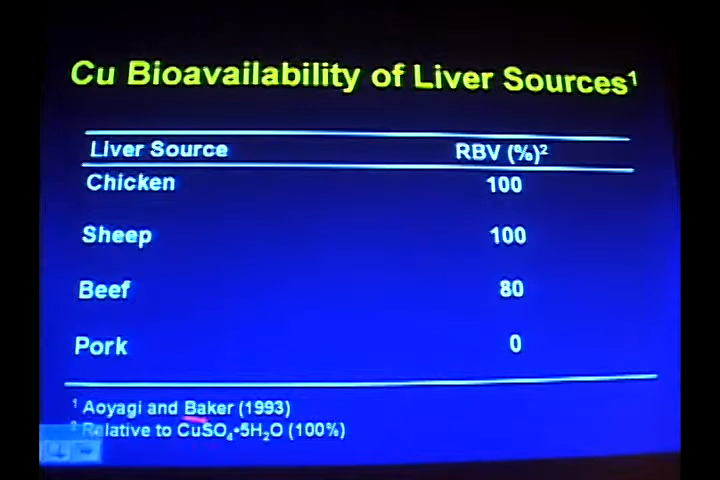 Cu Bioavailability of Liver Sources¹
Liver Source RBV (%)²
Chicken 100
Sheep 100
Beef 80
Pork 0
¹ Aoyagi and Baker (1993)
² Relative to CuSO₄•5H₂O (100%)